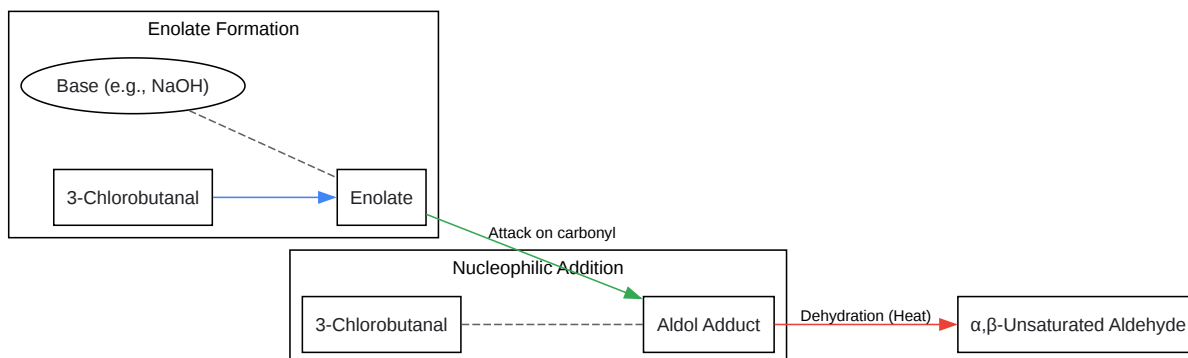 Enolate Formation
Base (e.g., NaOH)
3-Chlorobutanal
Enolate
Attack on carbonyl
Nucleophilic Addition
3-Chlorobutanal
Aldol Adduct
Dehydration (Heat)
α,β-Unsaturated Aldehyde